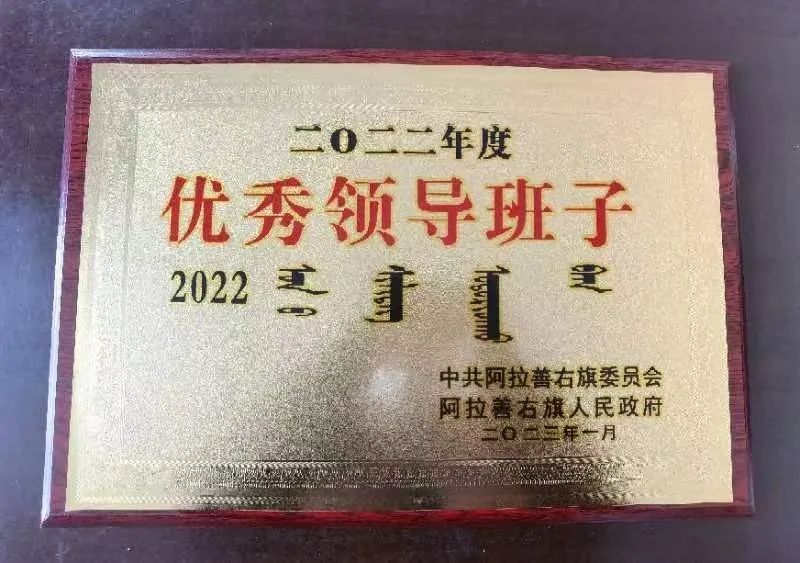 二〇二二年度
优秀领导班子
2022
中共阿拉善右旗委员会
阿拉善右旗人民政府
二〇二三年一月